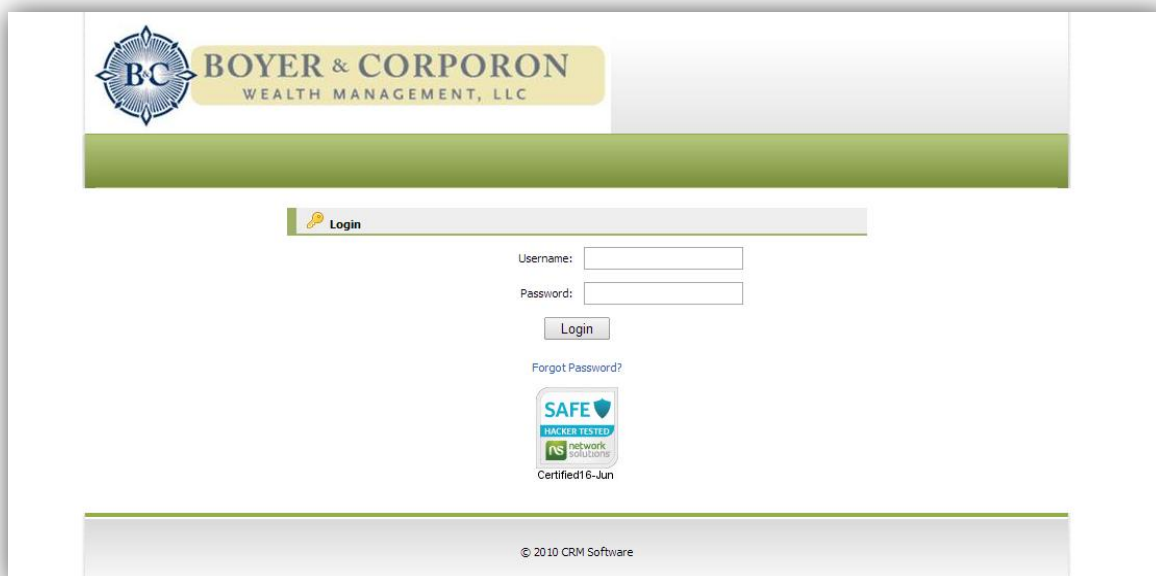 B&C
BOYER & CORPORON
WEALTH MANAGEMENT, LLC
Login
Username:
Password:
Login
Forgot Password?
SAFE
HACKER TESTED
ns network
solutions
Certified16-Jun
© 2010 CRM Software